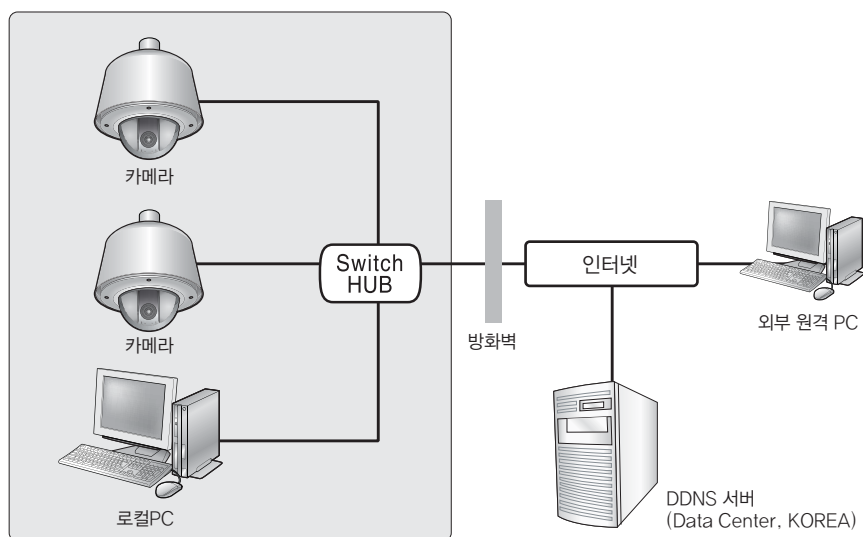 카메라
카메라
로컬PC
Switch
HUB
방화벽
인터넷
외부 원격 PC
DDNS 서버
(Data Center, KOREA)